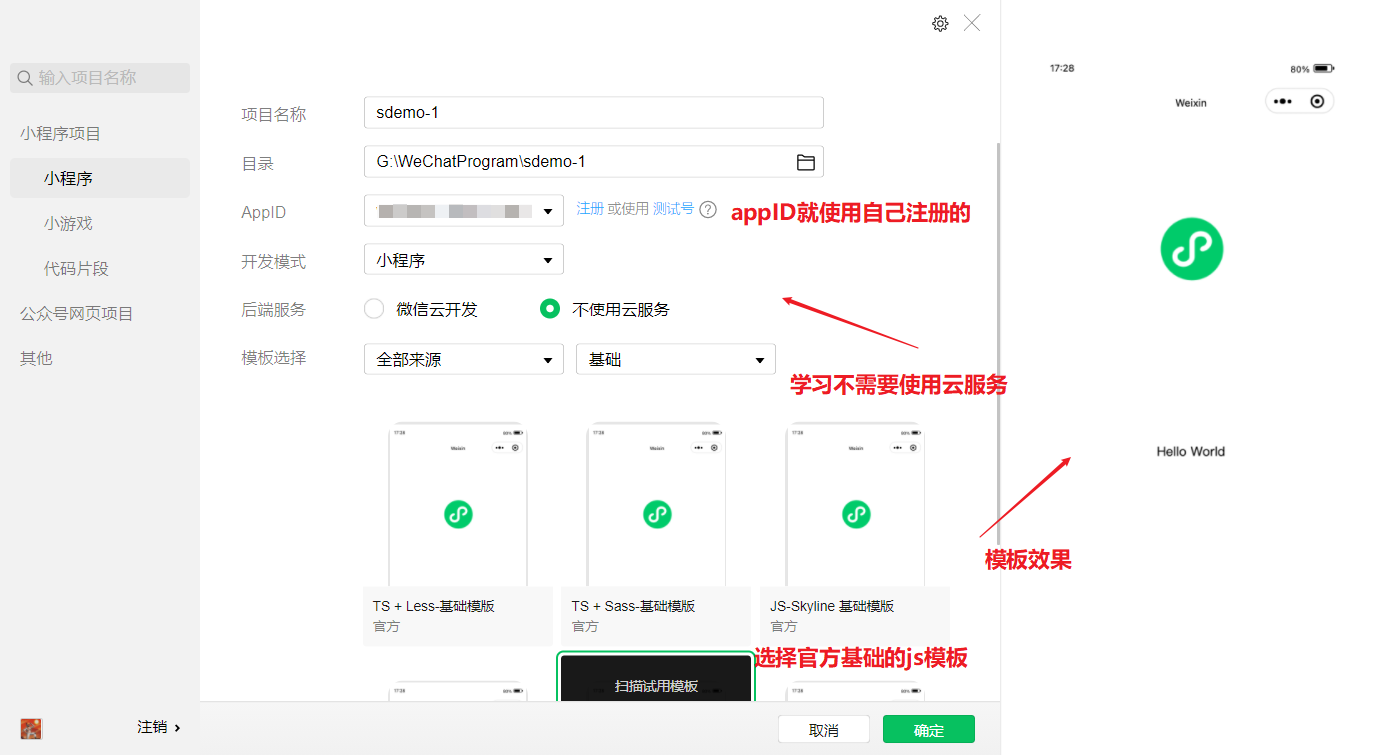 输入项目名称
小程序项目
小程序
小游戏
代码片段
公众号网页项目
其他
注销
项目名称
sdemo-1
目录
G:\WeChatProgram\sdemo-1
AppID
注册 或使用 测试号 ?
appID就使用自己注册的
开发模式
小程序
后端服务
微信云开发
不使用云服务
模板选择
全部来源
基础
学习不需要使用云服务
17:28 80%
Weixin
17:28 80%
Weixin
17:28 80%
Weixin
TS + Less-基础模版
官方
TS + Sass-基础模版
官方
JS-Skyline 基础模版
官方
选择官方基础的js模板
17:28 80%
扫描试用模板
17:28 80%
取消
确定
17:28 80%
Weixin
Hello World
模板效果